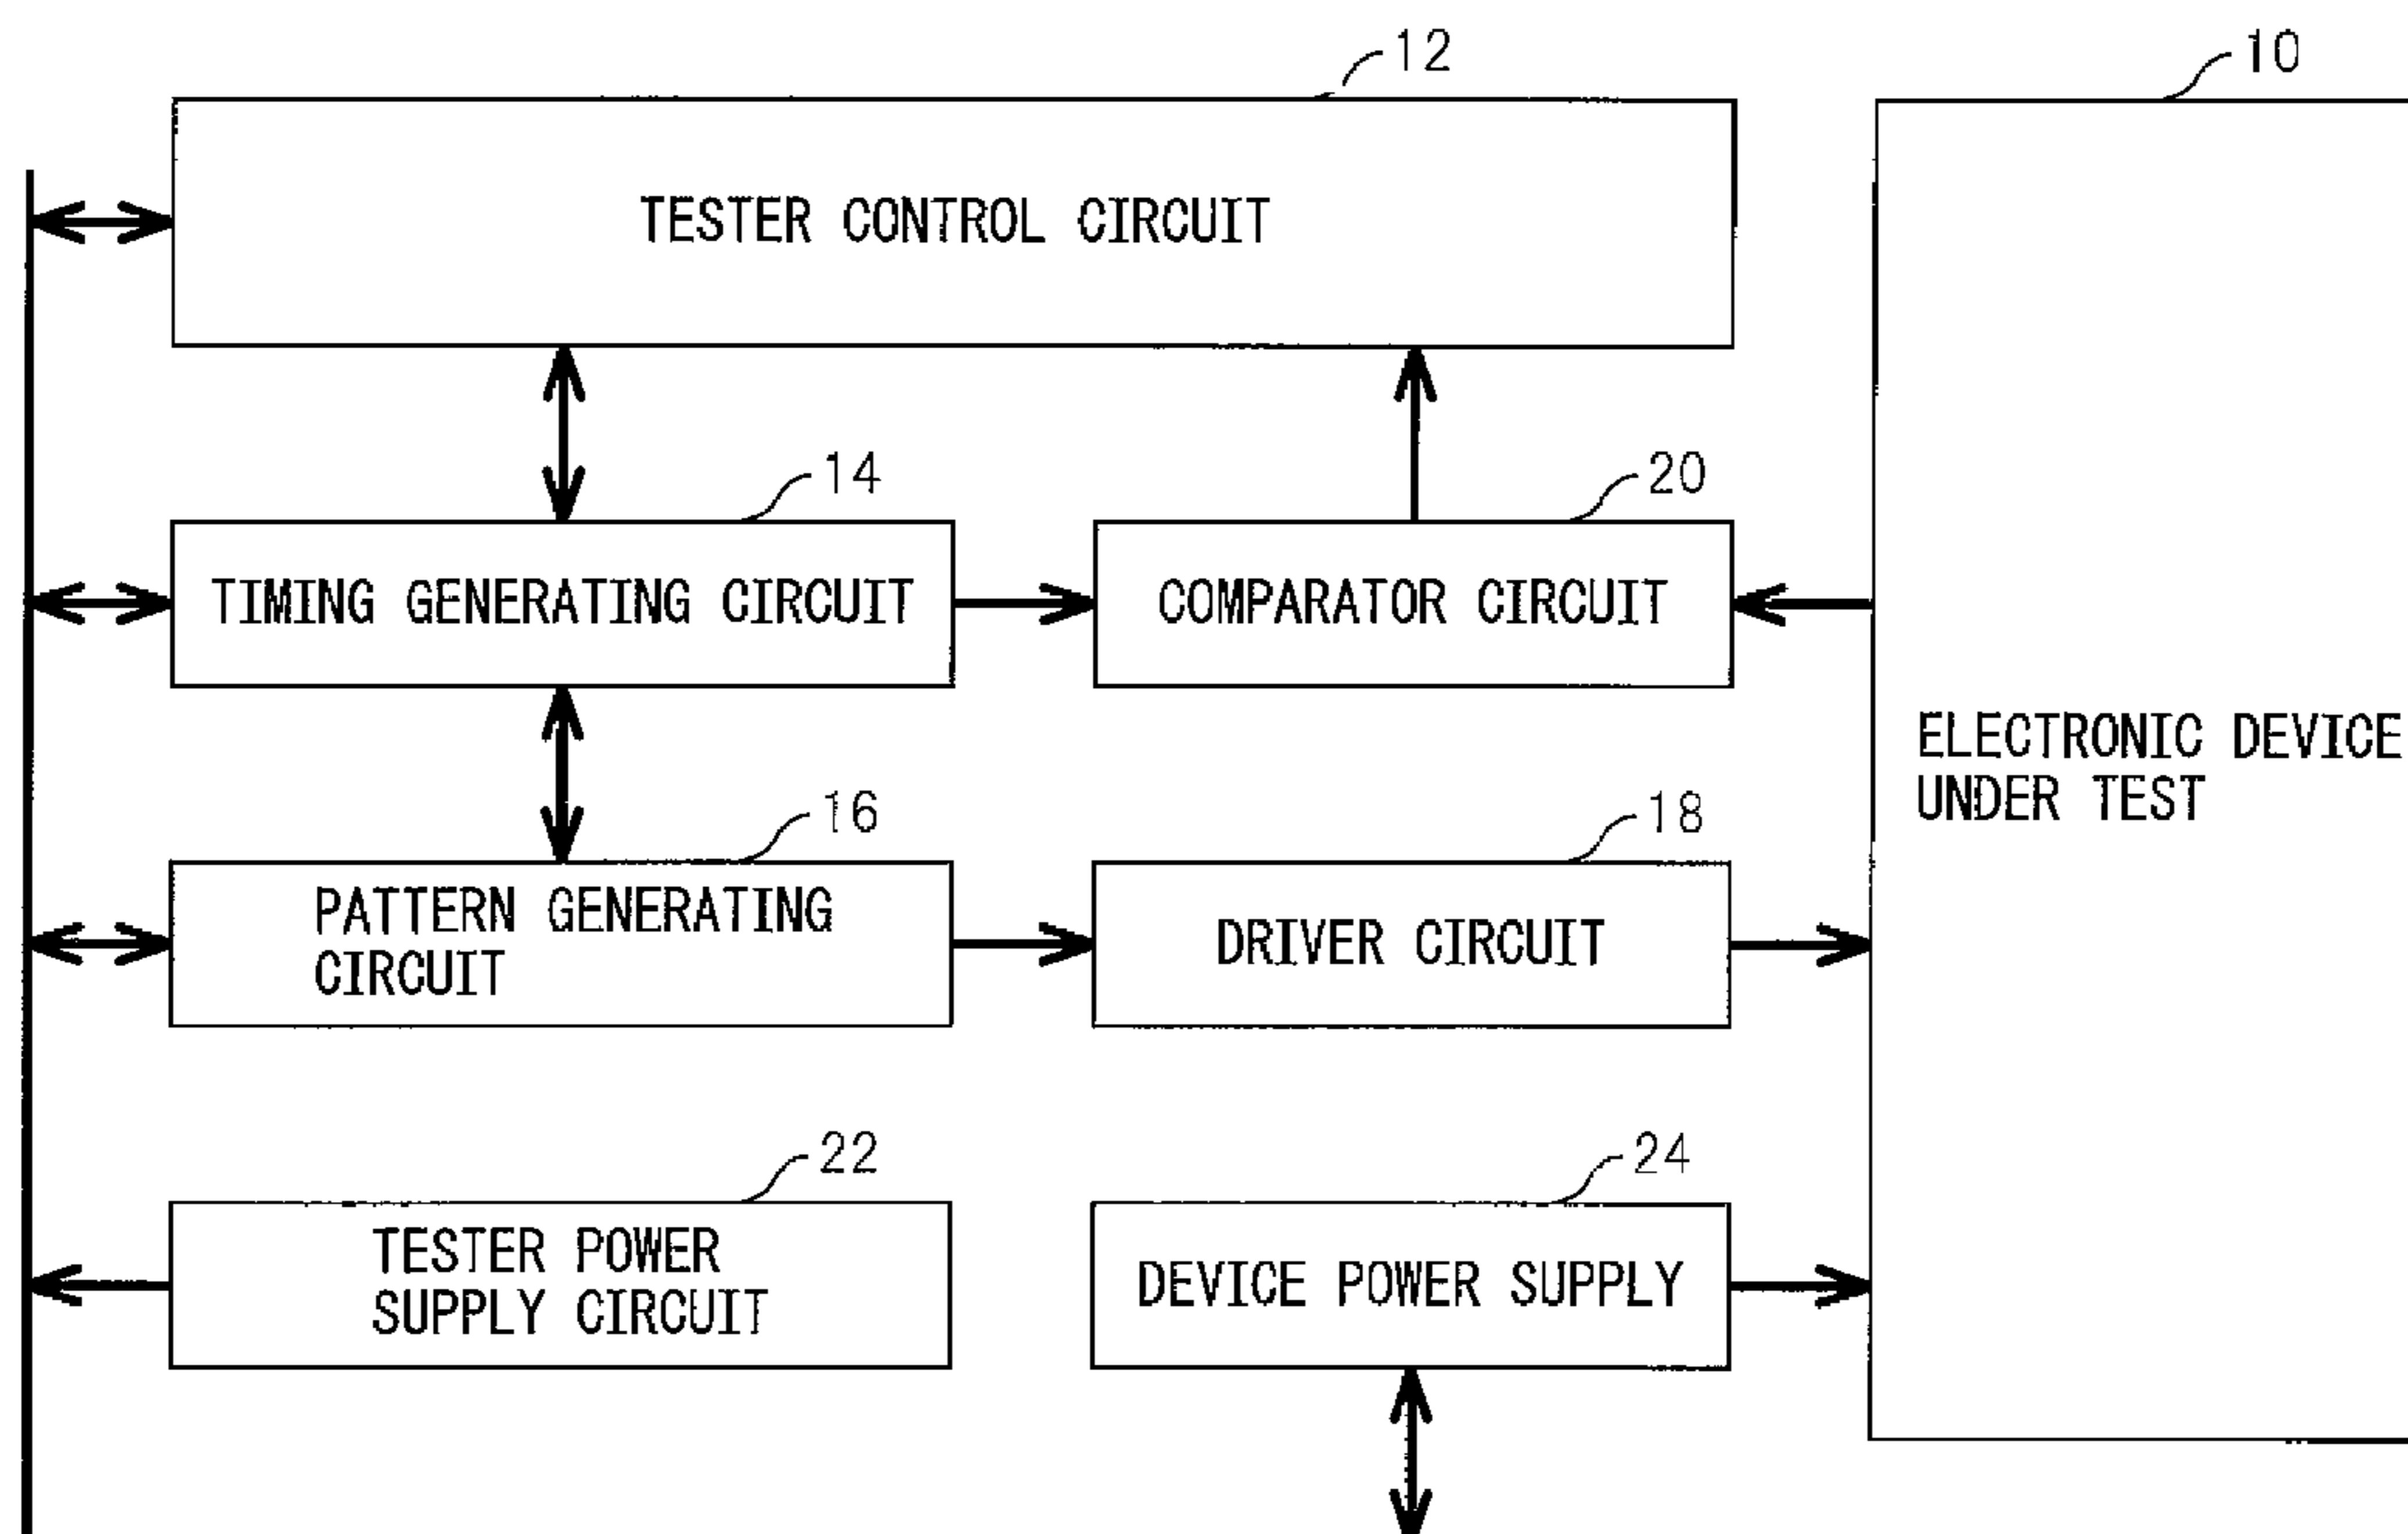 12
10
TESTER CONTROL CIRCUIT
14
20
TIMING GENERATING CIRCUIT
COMPARATOR CIRCUIT
ELECTRONIC DEVICE
UNDER TEST
16
18
PATTERN GENERATING
CIRCUIT
DRIVER CIRCUIT
22
24
TESTER POWER
SUPPLY CIRCUIT
DEVICE POWER SUPPLY